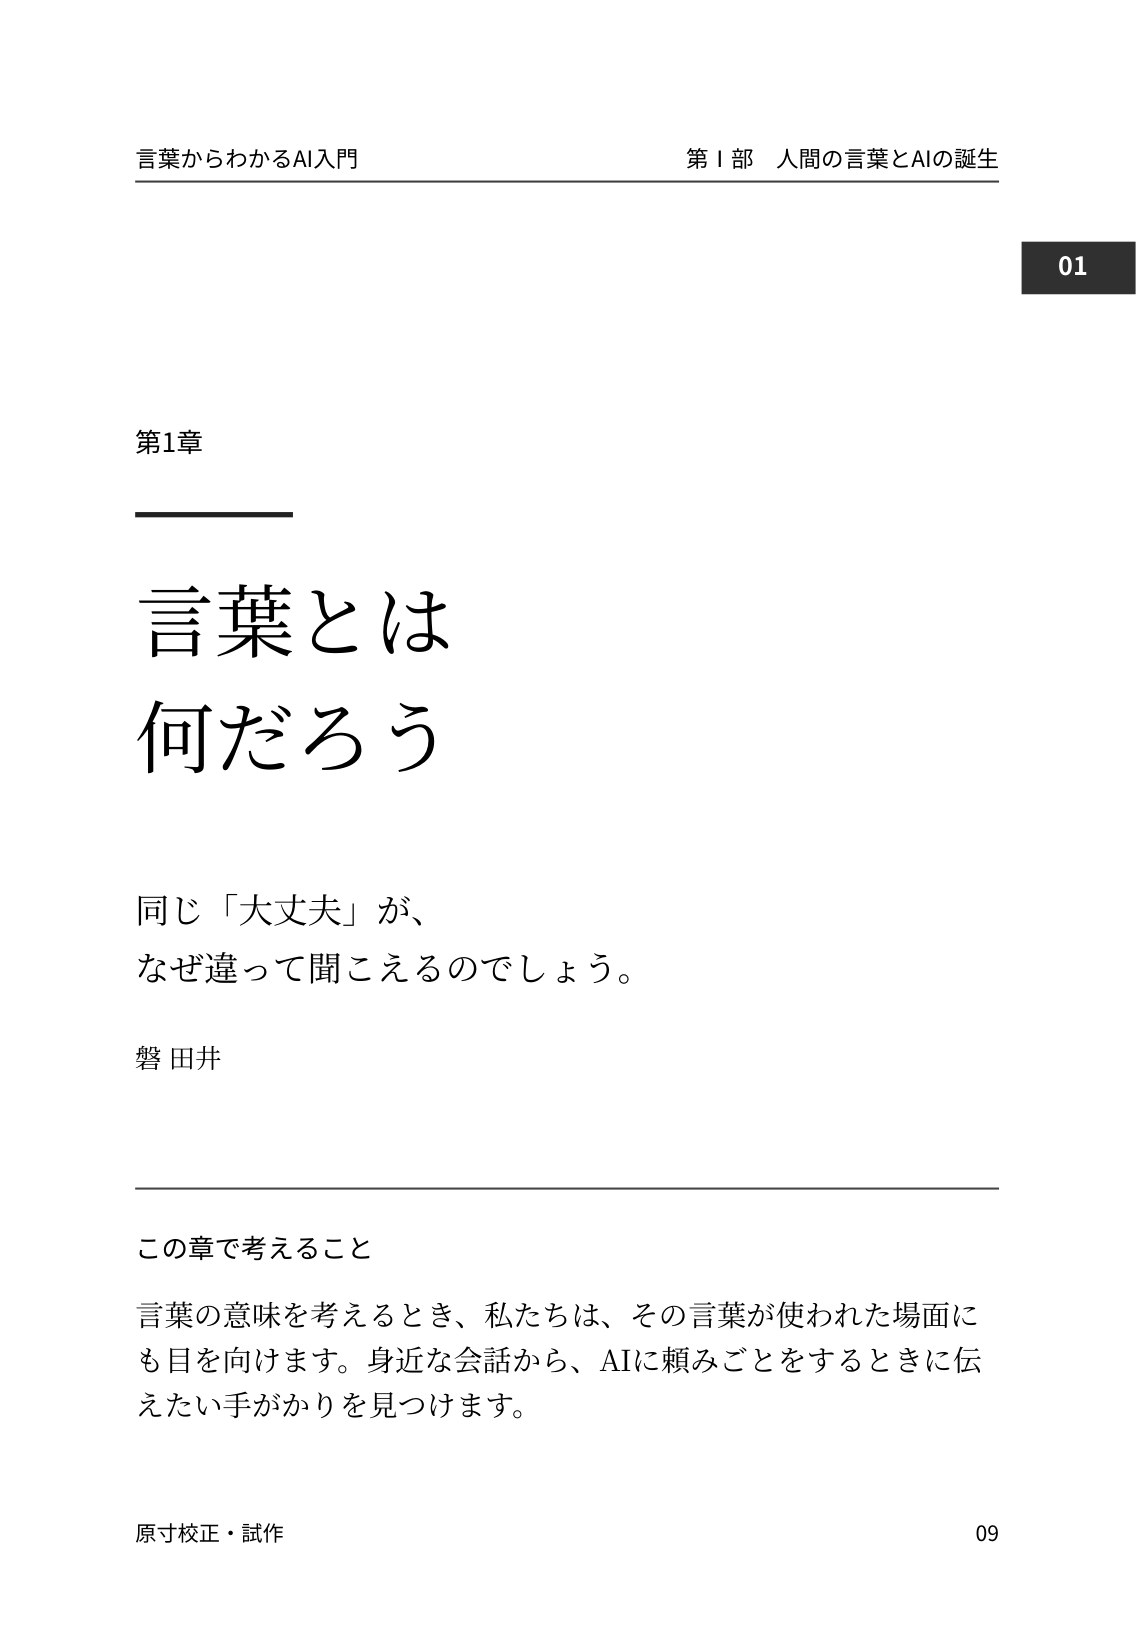 言葉からわかるAI入門
第Ⅰ部　人間の言葉とAIの誕生
01
第1章
言葉とは
何だろう
同じ「大丈夫」が、
なぜ違って聞こえるのでしょう。
磐 田井
この章で考えること
言葉の意味を考えるとき、私たちは、その言葉が使われた場面に
も目を向けます。身近な会話から、AIに頼みごとをするときに伝
えたい手がかりを見つけます。
原寸校正・試作
09